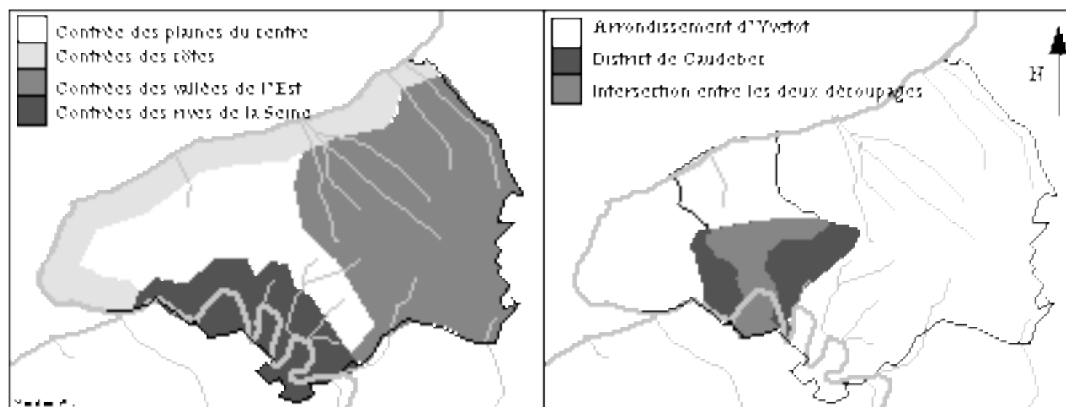 Contrée des plaines du centre
Contrées des côtes
Contrées des vallées de l'Est
Contrées des rives de la Seine
Arrondissement d'Yvetot
District de Caudebec
Intersection entre les deux découpages
N